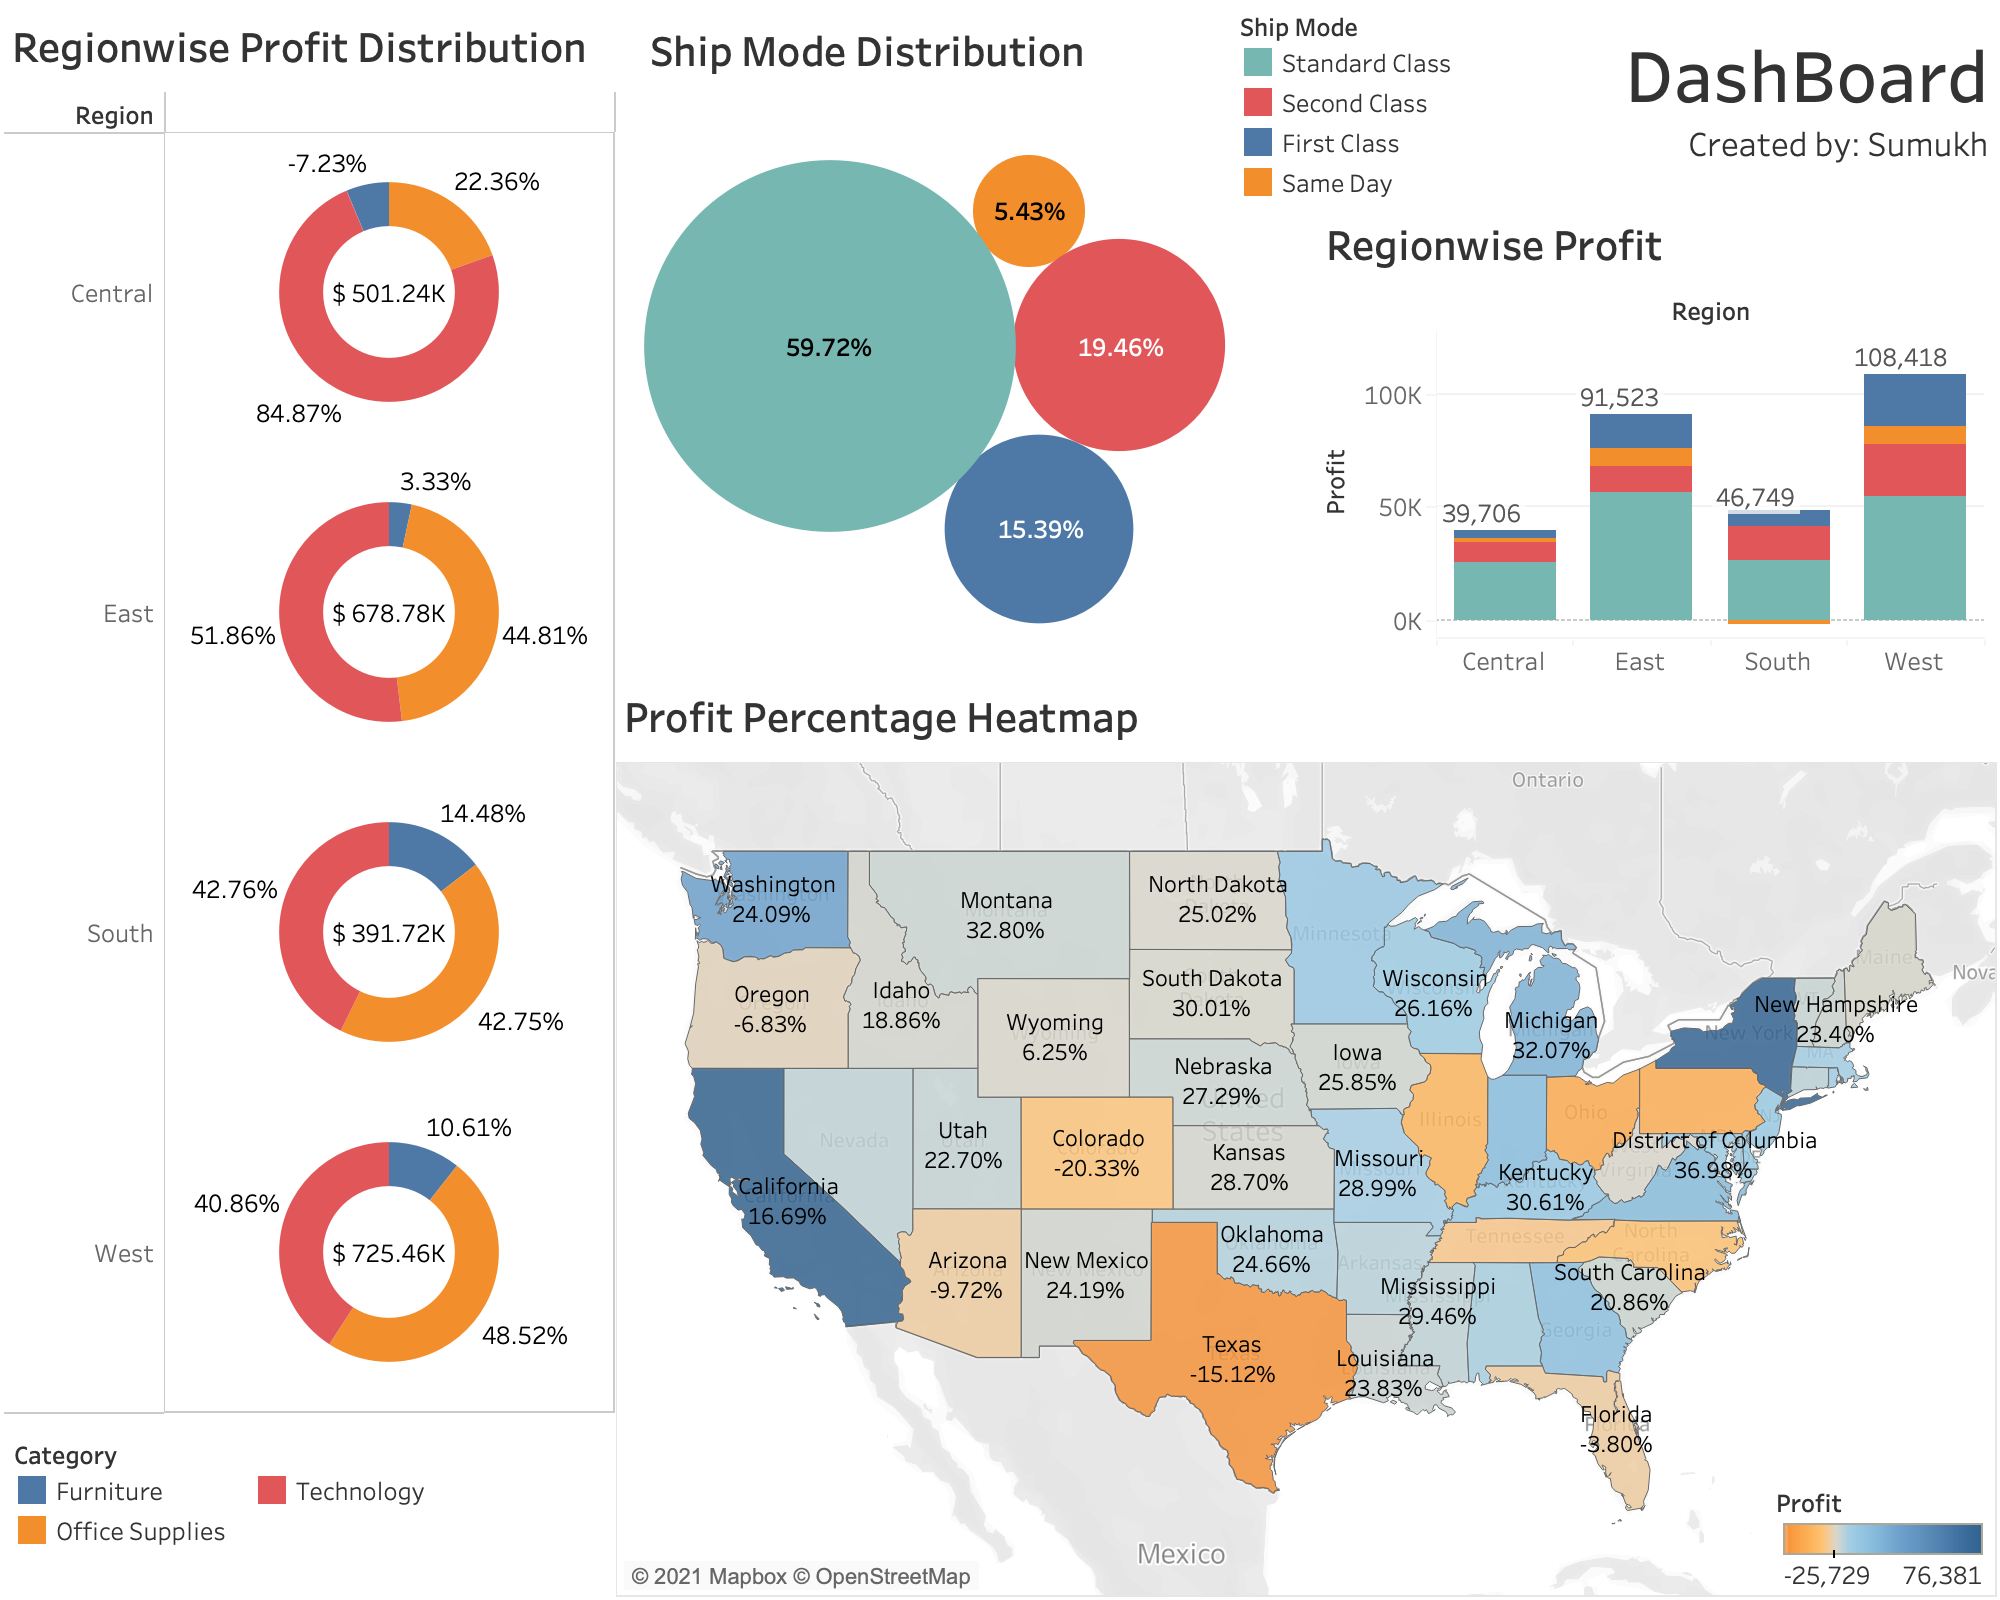 Regionwise Profit Distribution
Region
Central
-7.23%
22.36%
$ 501.24K
84.87%
East
3.33%
$ 678.78K
51.86%
44.81%
South
14.48%
42.76%
$ 391.72K
42.75%
West
10.61%
40.86%
$ 725.46K
48.52%
Category
Furniture
Technology
Office Supplies
Ship Mode Distribution
5.43%
59.72%
19.46%
15.39%
Ship Mode
Standard Class
Second Class
First Class
Same Day
DashBoard
Created by: Sumukh
Regionwise Profit
Region
Profit
100K
50K
0K
39,706
91,523
46,749
108,418
Central
East
South
West
Profit Percentage Heatmap
Ontario
Washington
24.09%
Montana
32.80%
North Dakota
25.02%
Minnesota
Maine
Nova
Oregon
-6.83%
Idaho
18.86%
South Dakota
30.01%
Wisconsin
26.16%
New York
New Hampshire
23.40%
Wyoming
6.25%
Michigan
32.07%
MA
Iowa
25.85%
Nebraska
27.29%
United
States
Nevada
Utah
22.70%
Colorado
-20.33%
Illinois
Ohio
District of Columbia
36.98%
Kansas
28.70%
Missouri
28.99%
Kentucky
30.61%
Virginia
California
16.69%
Arizona
-9.72%
New Mexico
24.19%
Oklahoma
24.66%
Arkansas
Tennessee
North
Carolina
Mississippi
29.46%
South Carolina
20.86%
Georgia
Texas
-15.12%
Louisiana
23.83%
Florida
-3.80%
Mexico
© 2021 Mapbox © OpenStreetMap
Profit
-25,729
76,381